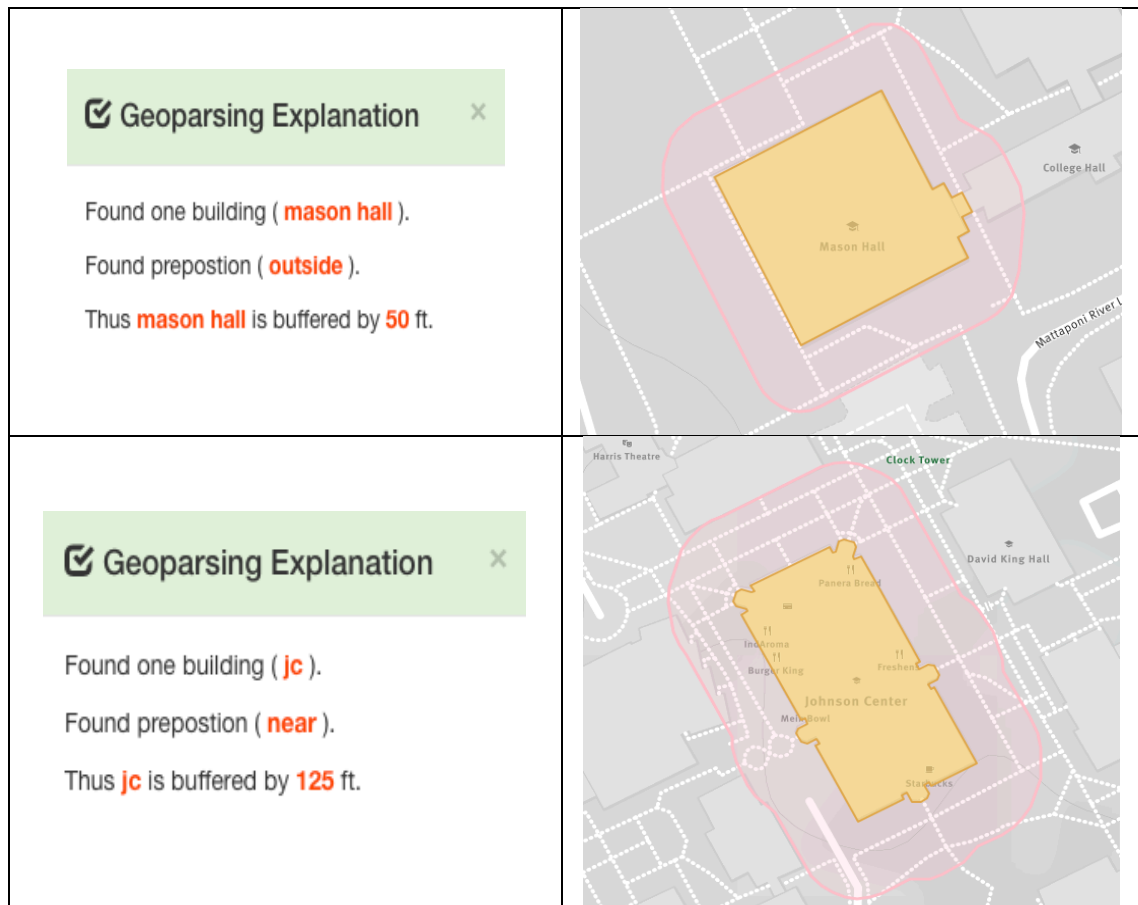 Geoparsing Explanation ×
Found one building ( mason hall ).
Found prepostion ( outside ).
Thus mason hall is buffered by 50 ft.
College Hall
Mason Hall
Mattaponi River L
Geoparsing Explanation ×
Found one building ( jc ).
Found prepostion ( near ).
Thus jc is buffered by 125 ft.
Harris Theatre
Clock Tower
David King Hall
Panera Bread
IndAroma
Burger King
Freshens
Johnson Center
Mein Bowl
Starbucks